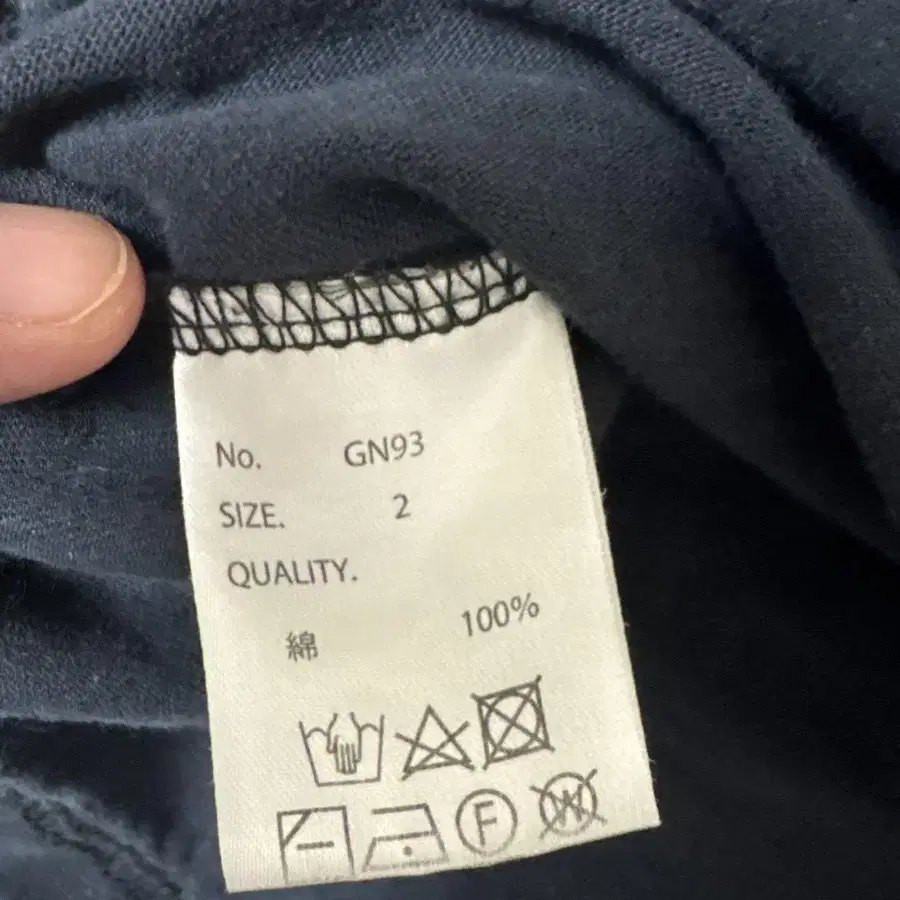 No. GN93
SIZE. 2
QUALITY.
綿 100%
F W